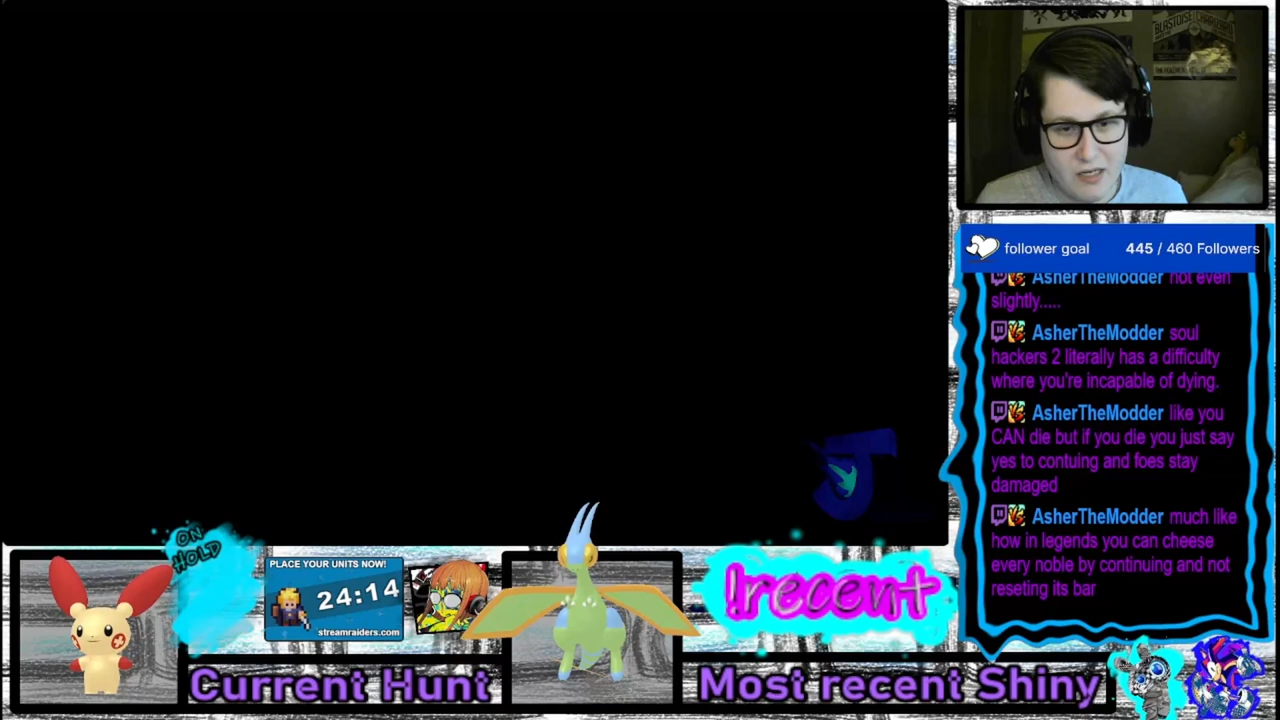 BLASTOISE CHARIZARD
follower goal 445 / 460 Followers
AsherTheModder not even
slightly.....
AsherTheModder soul
hackers 2 literally has a difficulty
where you're incapable of dying.
AsherTheModder like you
CAN die but if you die you just say
yes to contuing and foes stay
damaged
AsherTheModder much like
how in legends you can cheese
every noble by continuing and not
reseting its bar
ON
HOLD
PLACE YOUR UNITS NOW!
24:14
streamraiders.com
!recent
Current Hunt
Most recent Shiny